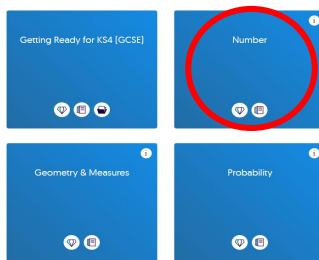 Getting Ready for KS4 [GCSE]
Number
i
Geometry & Measures
i
Probability
i